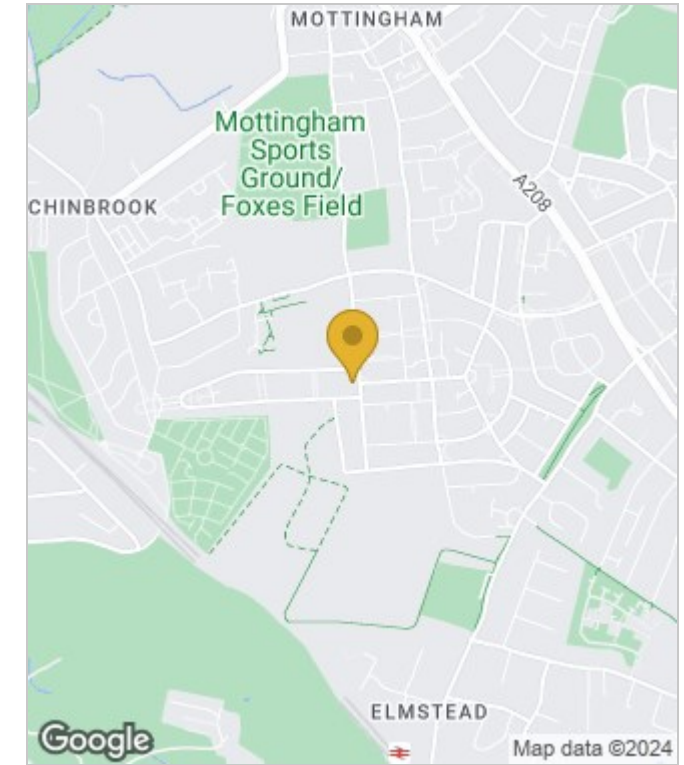 MOTTINGHAM
Mottingham
Sports
Ground/
Foxes Field
A208
CHINBROOK
ELMSTEAD
Google
Map data ©2024